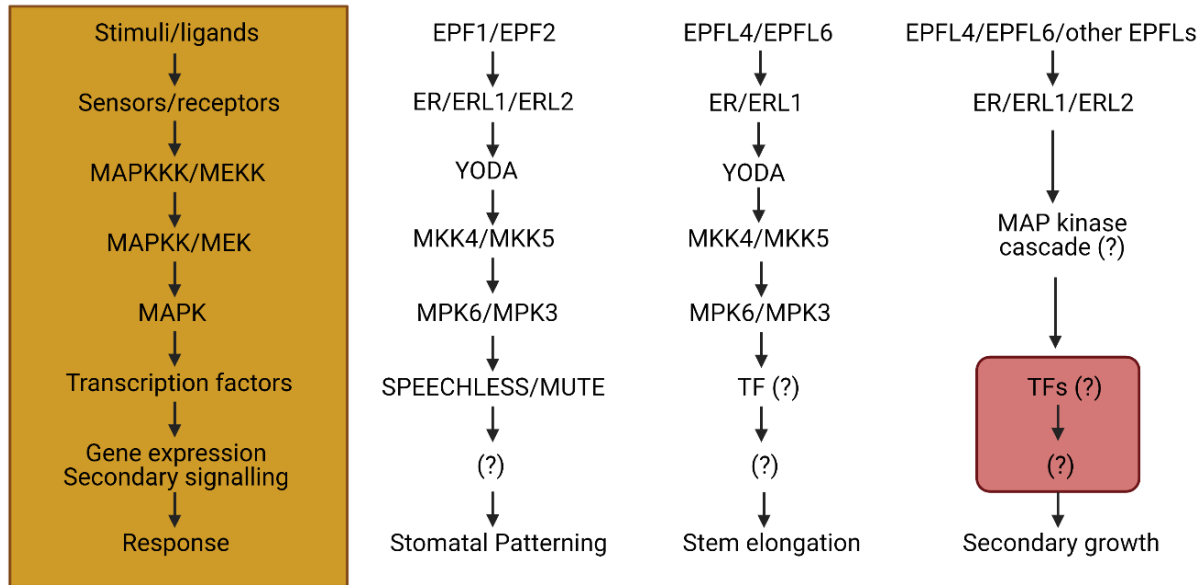 Stimuli/ligands
Sensors/receptors
MAPKKK/MEKK
MAPKK/MEK
MAPK
Transcription factors
Gene expression
Secondary signalling
Response
EPF1/EPF2
ER/ERL1/ERL2
YODA
MKK4/MKK5
MPK6/MPK3
SPEECHLESS/MUTE
(?)
Stomatal Patterning
EPFL4/EPFL6
ER/ERL1
YODA
MKK4/MKK5
MPK6/MPK3
TF (?)
(?)
Stem elongation
EPFL4/EPFL6/other EPFLs
ER/ERL1/ERL2
MAP kinase
cascade (?)
TFs (?)
(?)
Secondary growth